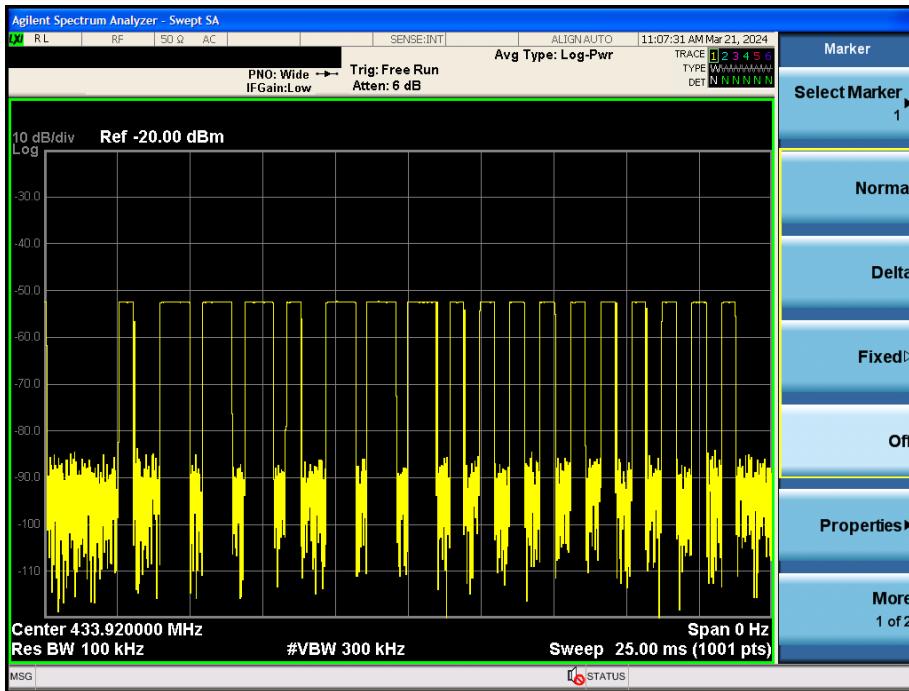 Agilent Spectrum Analyzer - Swept SA
LXI RL RF 50 Ω AC SENSE:INT ALIGN AUTO 11:07:31 AM Mar 21, 2024
Marker
Avg Type: Log-Pwr
TRACE 1 2 3 4 5 6
PNO: Wide Trig: Free Run
TYPE
IFGain:Low Atten: 6 dB
DET N N N N N N
Select Marker
1
10 dB/div Ref -20.00 dBm
Log
Norma
-30.0
-40.0
Delta
-50.0
-60.0
Fixed
-70.0
-80.0
Off
-90.0
-100
Properties
-110
More
1 of 2
Center 433.920000 MHz Span 0 Hz
Res BW 100 kHz #VBW 300 kHz Sweep 25.00 ms (1001 pts)
MSG STATUS